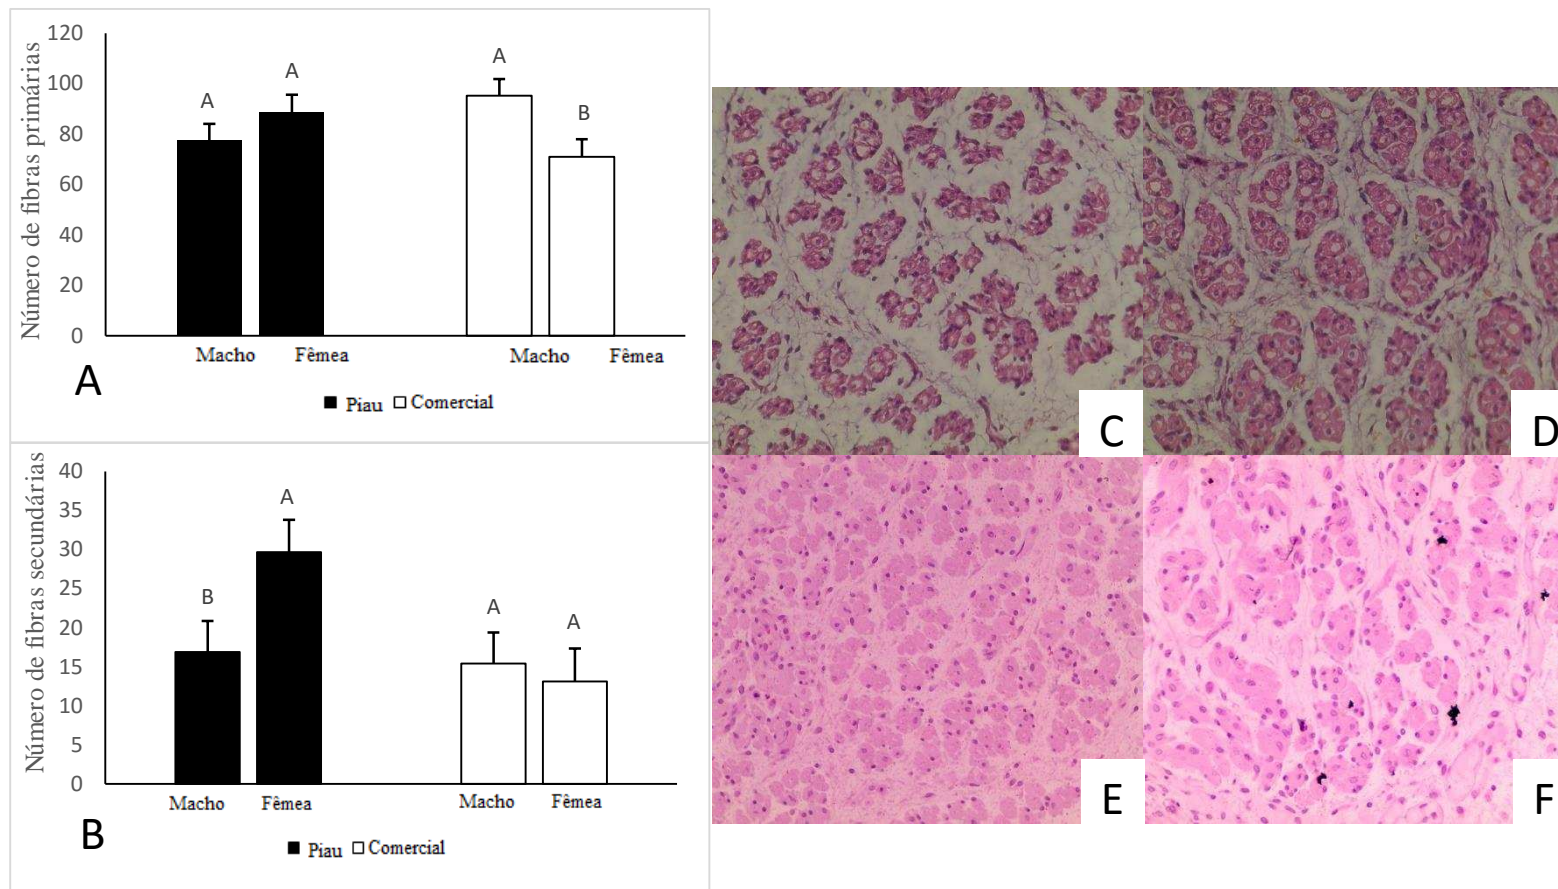 Número de fibras primárias
120
100
80
60
40
20
0
A
A
A
B
Macho Fêmea Macho Fêmea
A
Piau Comercial
Número de fibras secundárias
40
35
30
25
20
15
10
5
0
B
A
A
A
Macho Fêmea Macho Fêmea
B
Piau Comercial
C
D
E
F